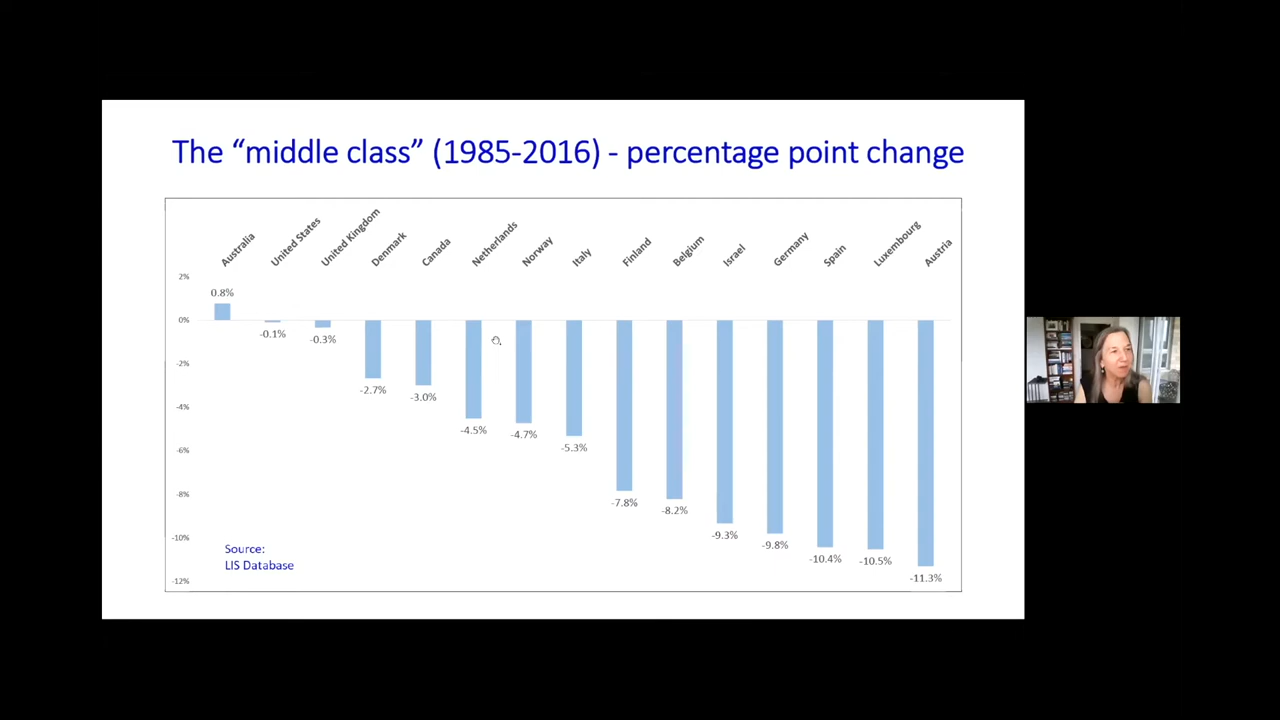 The “middle class” (1985-2016) - percentage point change
Australia
United States
United Kingdom
Denmark
Canada
Netherlands
Norway
Italy
Finland
Belgium
Israel
Germany
Spain
Luxembourg
Austria
2%
0%
-2%
-4%
-6%
-8%
-10%
-12%
0.8%
-0.1%
-0.3%
-2.7%
-3.0%
-4.5%
-4.7%
-5.3%
-7.8%
-8.2%
-9.3%
-9.8%
-10.4%
-10.5%
-11.3%
Source:
LIS Database